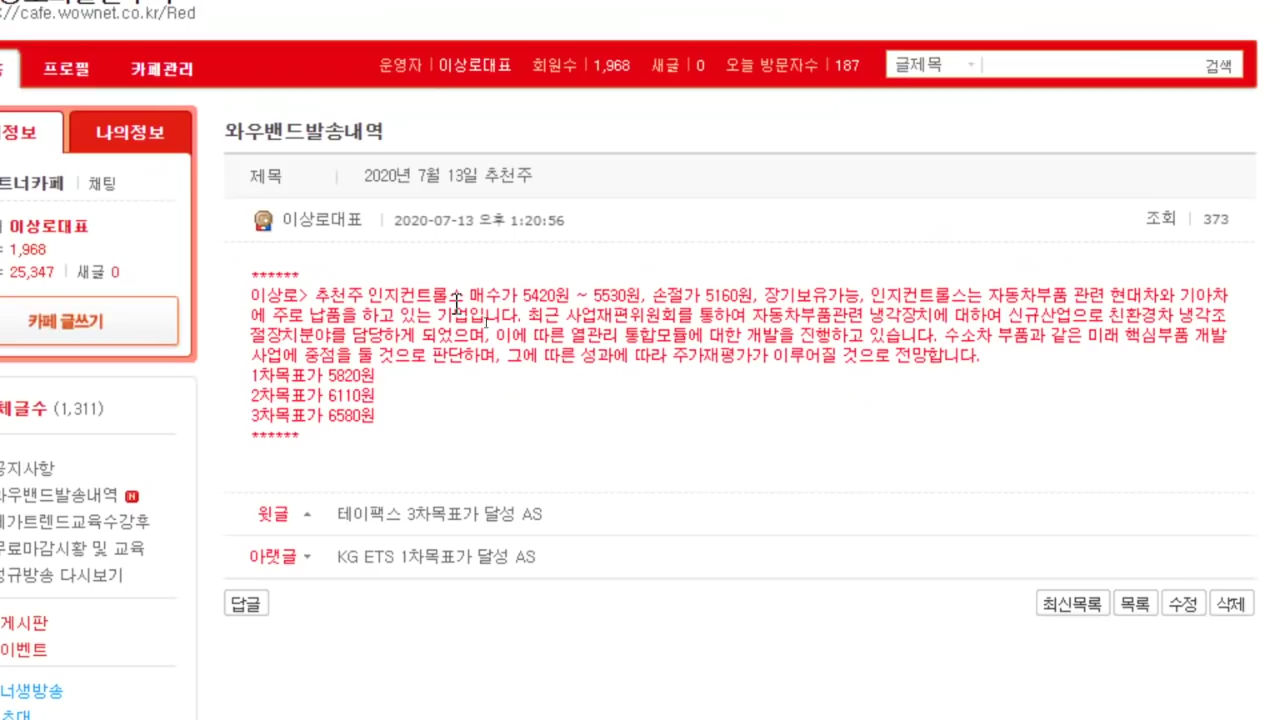 ://cafe.wownet.co.kr/Red
프로필 카페관리 운영자 이상로대표 회원수 1,968 새글 0 오늘 방문자수 187 글제목 검색
정보 나의정보
와우밴드발송내역
제목 2020년 7월 13일 추천주
트너카페 채팅
이상로대표 2020-07-13 오후 1:20:56 조회 373
이상로대표
1,968
25,347 새글 0
카페 글쓰기
******
이상로> 추천주 인지컨트롤스 매수가 5420원 ~ 5530원, 손절가 5160원, 장기보유가능, 인지컨트롤스는 자동차부품 관련 현대차와 기아차
에 주로 납품을 하고 있는 기업입니다. 최근 사업재편위원회를 통하여 자동차부품관련 냉각장치에 대하여 신규산업으로 친환경차 냉각조
절장치분야를 담당하게 되었으며, 이에 따른 열관리 통합모듈에 대한 개발을 진행하고 있습니다. 수소차 부품과 같은 미래 핵심부품 개발
사업에 중점을 둘 것으로 판단하며, 그에 따른 성과에 따라 주가재평가가 이루어질 것으로 전망합니다.
1차목표가 5820원
2차목표가 6110원
3차목표가 6580원
******
체글수 (1,311)
공지사항
와우밴드발송내역 N
메가트렌드교육수강후
무료마감시황 및 교육
정규방송 다시보기
게시판
이벤트
너생방송
초대
윗글 테이팩스 3차목표가 달성 AS
아랫글 KG ETS 1차목표가 달성 AS
답글 최신목록 목록 수정 삭제